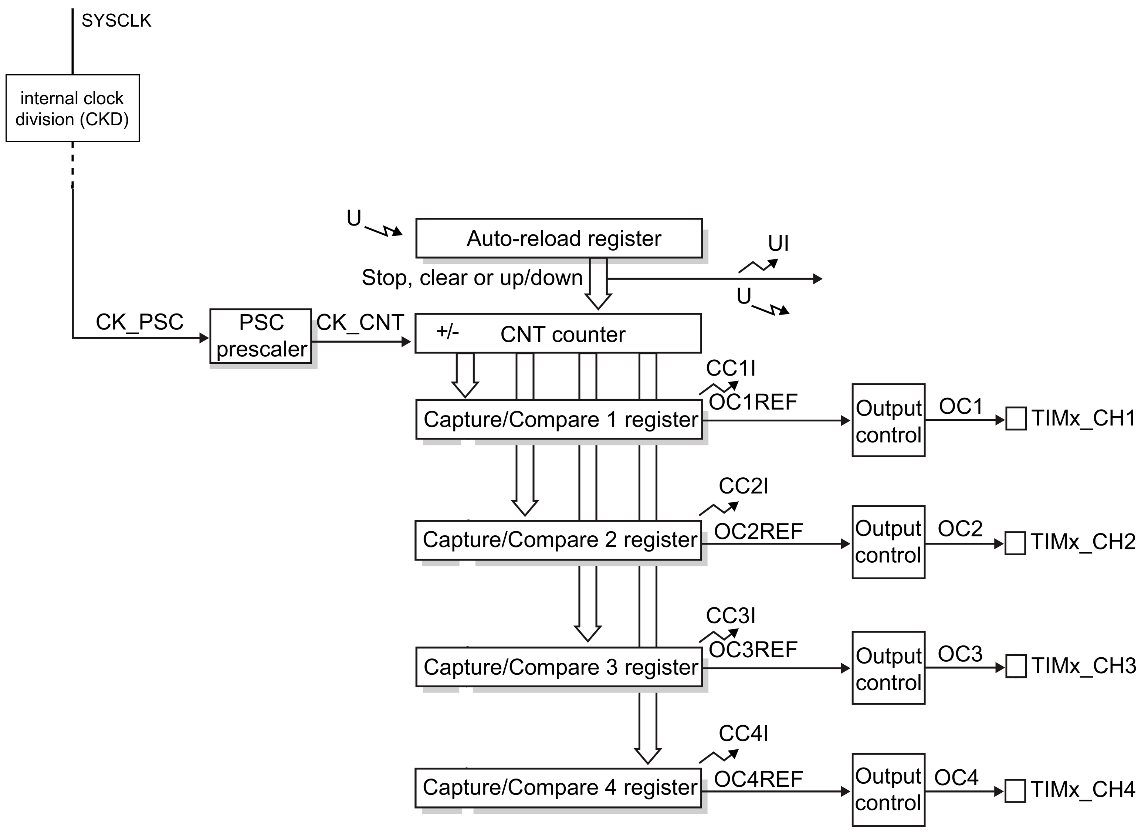 SYSCLK
internal clock
division (CKD)
U
Auto-reload register
UI
Stop, clear or up/down
U
CK_PSC
PSC
prescaler
CK_CNT
+/-
CNT counter
CC1I
Capture/Compare 1 register
OC1REF
Output
control
OC1
TIMx_CH1
CC2I
Capture/Compare 2 register
OC2REF
Output
control
OC2
TIMx_CH2
CC3I
Capture/Compare 3 register
OC3REF
Output
control
OC3
TIMx_CH3
CC4I
Capture/Compare 4 register
OC4REF
Output
control
OC4
TIMx_CH4